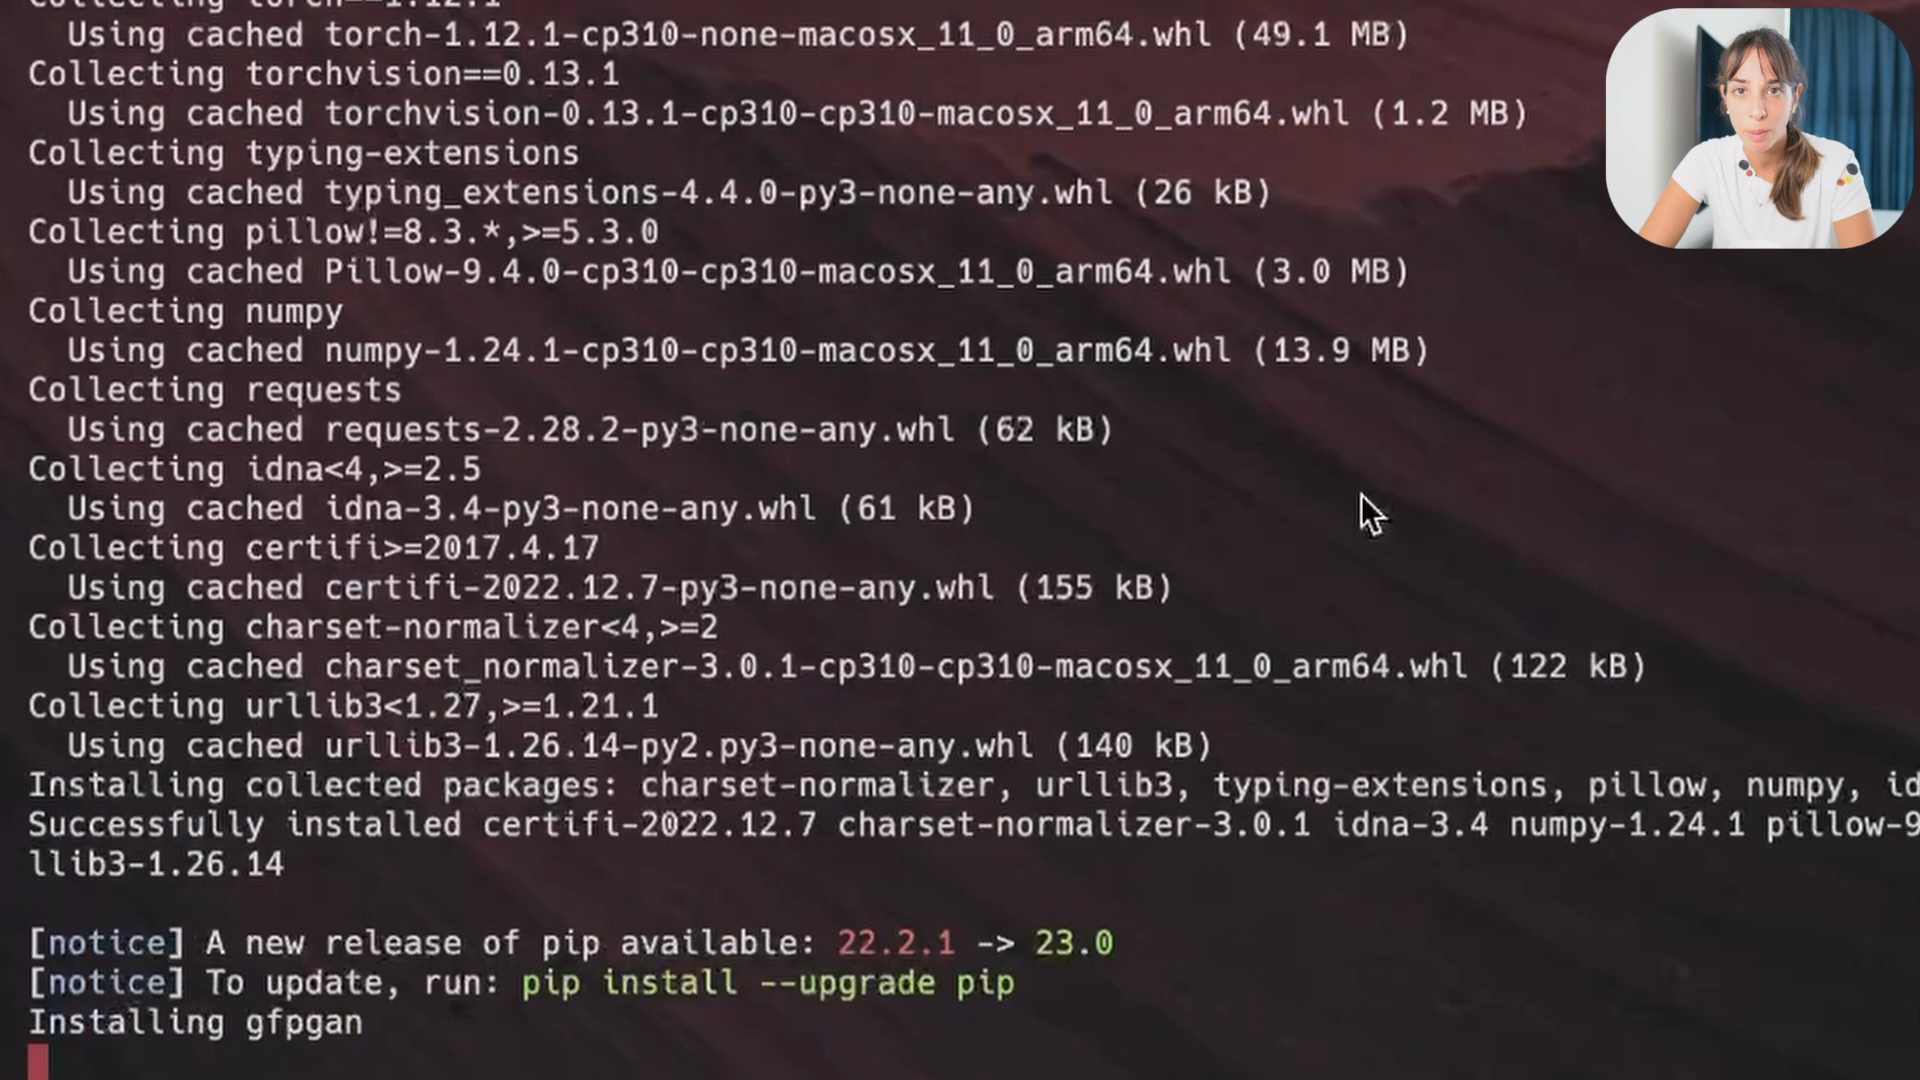 Collecting torch==1.12.1
Using cached torch-1.12.1-cp310-none-macosx_11_0_arm64.whl (49.1 MB)
Collecting torchvision==0.13.1
Using cached torchvision-0.13.1-cp310-cp310-macosx_11_0_arm64.whl (1.2 MB)
Collecting typing-extensions
Using cached typing_extensions-4.4.0-py3-none-any.whl (26 kB)
Collecting pillow!=8.3.*,>=5.3.0
Using cached Pillow-9.4.0-cp310-cp310-macosx_11_0_arm64.whl (3.0 MB)
Collecting numpy
Using cached numpy-1.24.1-cp310-cp310-macosx_11_0_arm64.whl (13.9 MB)
Collecting requests
Using cached requests-2.28.2-py3-none-any.whl (62 kB)
Collecting idna<4,>=2.5
Using cached idna-3.4-py3-none-any.whl (61 kB)
Collecting certifi>=2017.4.17
Using cached certifi-2022.12.7-py3-none-any.whl (155 kB)
Collecting charset-normalizer<4,>=2
Using cached charset_normalizer-3.0.1-cp310-cp310-macosx_11_0_arm64.whl (122 kB)
Collecting urllib3<1.27,>=1.21.1
Using cached urllib3-1.26.14-py2.py3-none-any.whl (140 kB)
Installing collected packages: charset-normalizer, urllib3, typing-extensions, pillow, numpy, id
Successfully installed certifi-2022.12.7 charset-normalizer-3.0.1 idna-3.4 numpy-1.24.1 pillow-9
llib3-1.26.14
[notice] A new release of pip available: 22.2.1 -> 23.0
[notice] To update, run: pip install --upgrade pip
Installing gfpgan